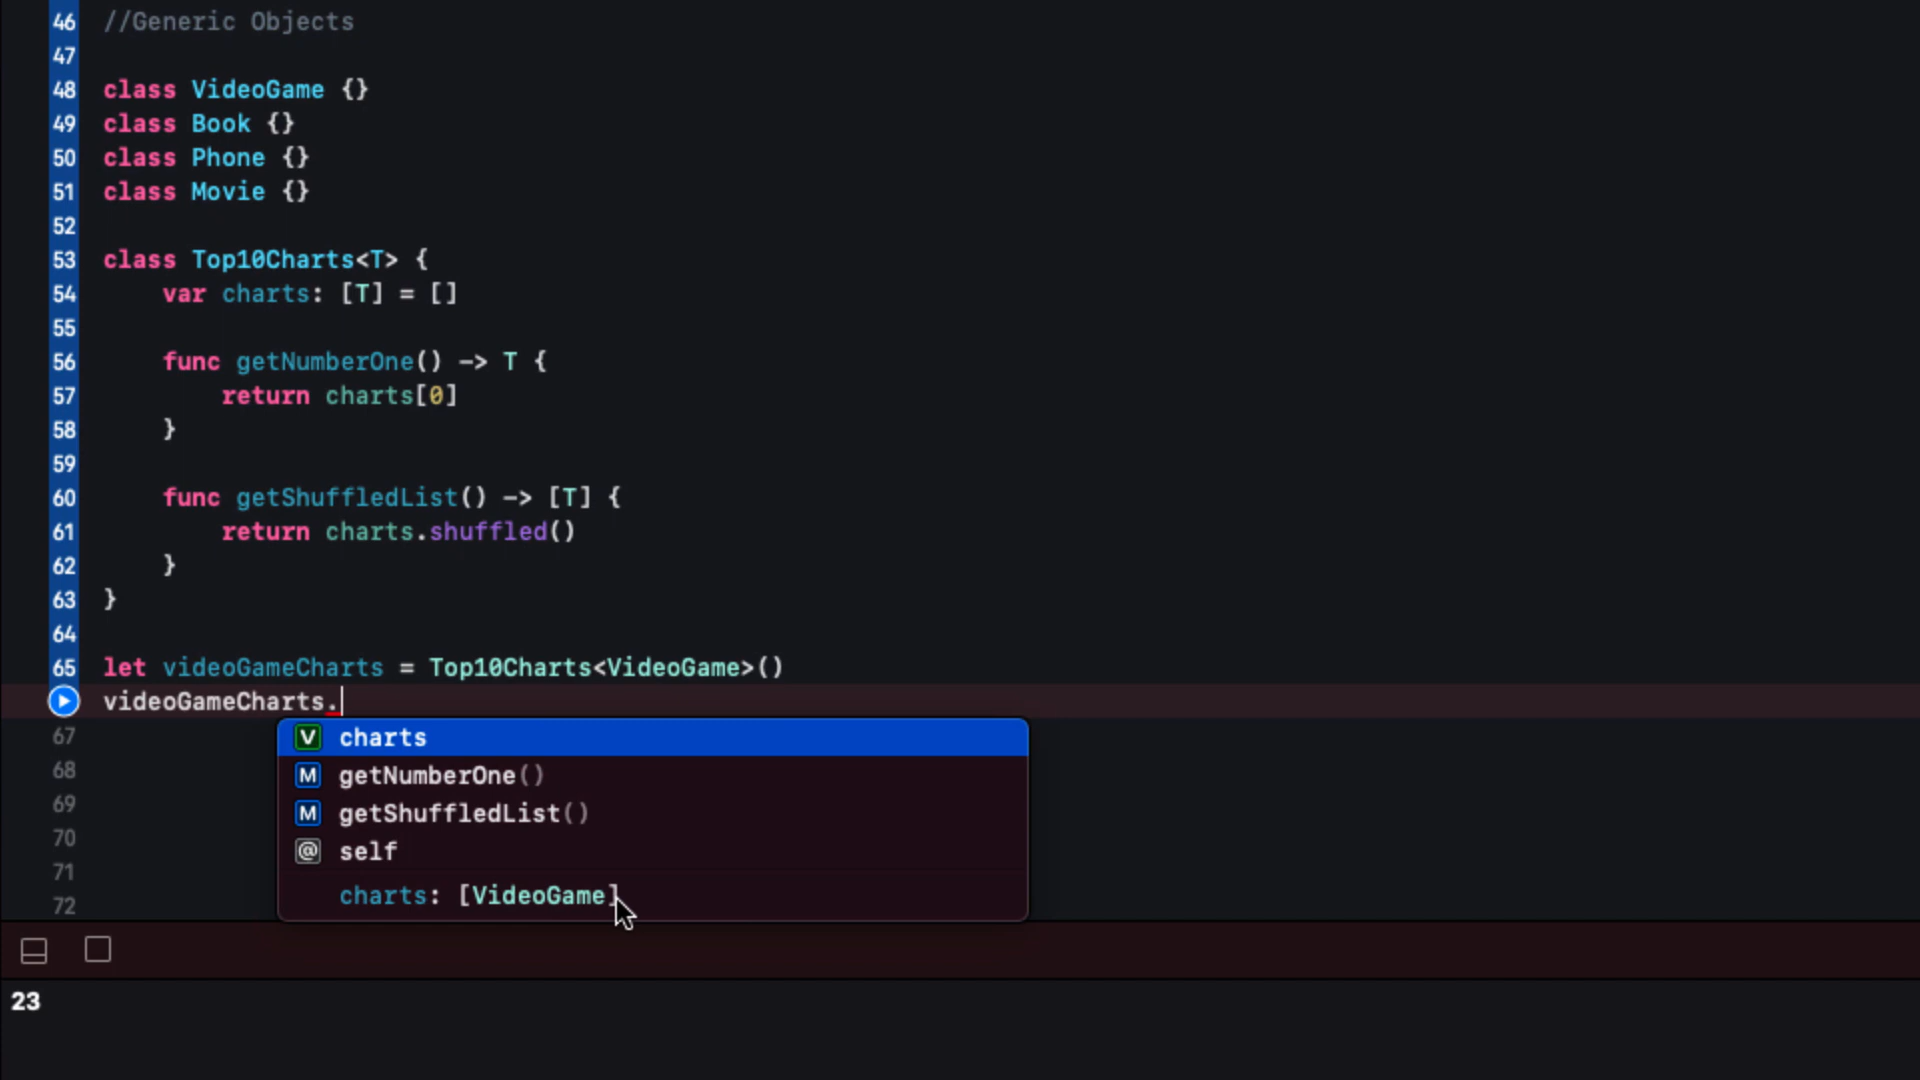 46 //Generic Objects
47
48 class VideoGame {}
49 class Book {}
50 class Phone {}
51 class Movie {}
52
53 class Top10Charts<T> {
54     var charts: [T] = []
55
56     func getNumberOne() -> T {
57         return charts[0]
58     }
59
60     func getShuffledList() -> [T] {
61         return charts.shuffled()
62     }
63 }
64
65 let videoGameCharts = Top10Charts<VideoGame>()
videoGameCharts.
67
V charts
M getNumberOne()
68
M getShuffledList()
69
70
@ self
71
charts: [VideoGame]
72
23